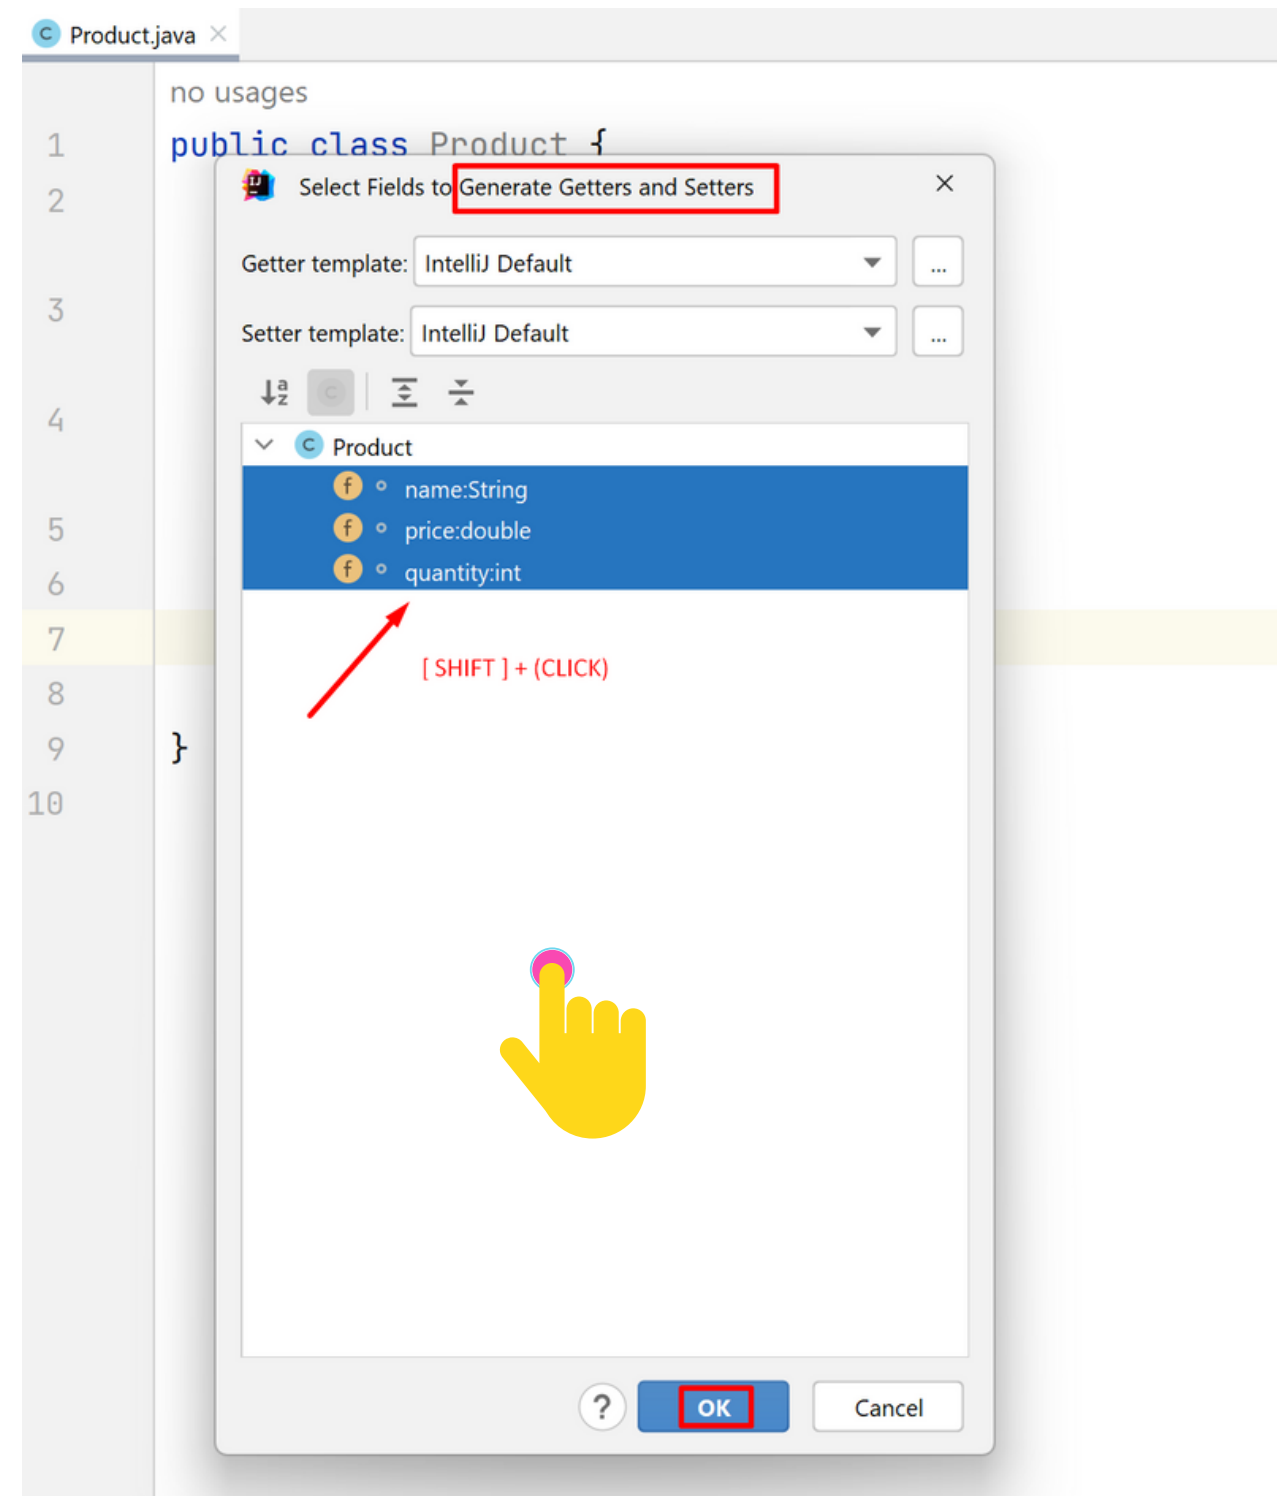 Product.java
no usages
1 public class Product {
Select Fields to Generate Getters and Setters
2
Getter template: IntelliJ Default ...
3
Setter template: IntelliJ Default ...
4
Product
name:String
5
price:double
quantity:int
6
7
[ SHIFT ] + (CLICK)
8
9 }
10
? OK Cancel